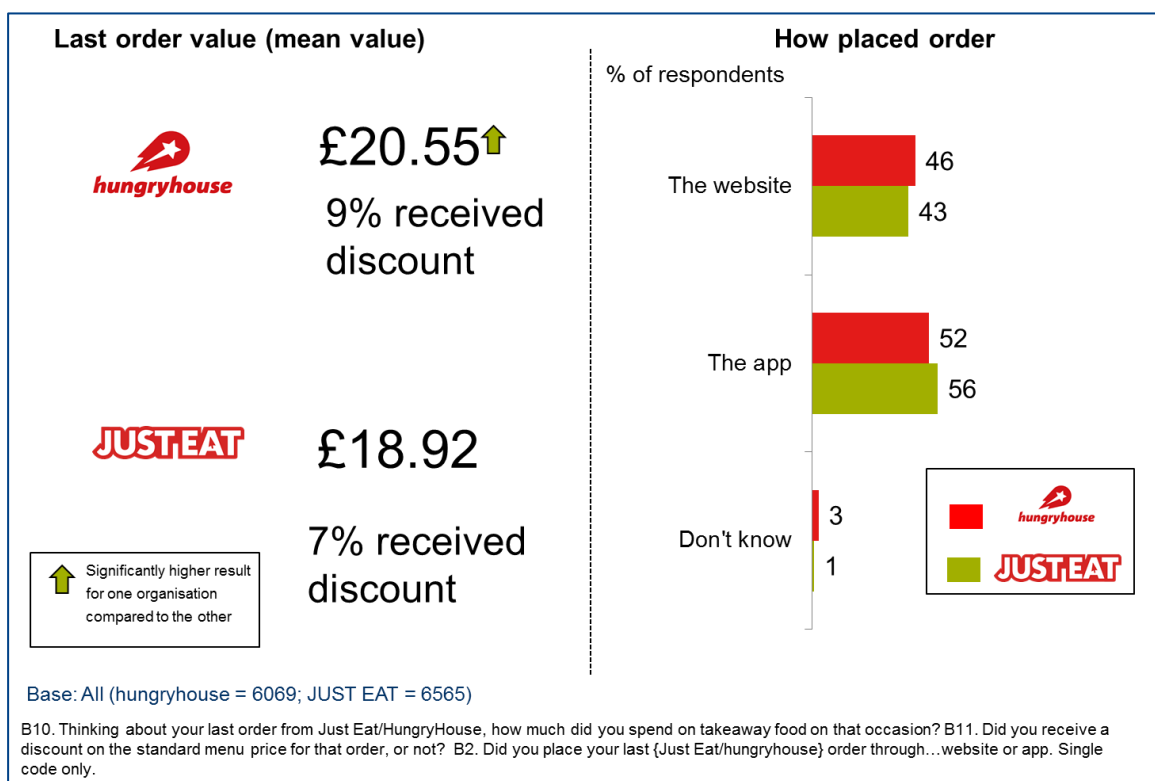 Last order value (mean value)
hungryhouse
£20.55
9% received
discount
JUST EAT
£18.92
7% received
discount
Significantly higher result
for one organisation
compared to the other
How placed order
% of respondents
The website
46
43
The app
52
56
Don't know
3
1
hungryhouse
JUST EAT
Base: All (hungryhouse = 6069; JUST EAT = 6565)
B10. Thinking about your last order from Just Eat/HungryHouse, how much did you spend on takeaway food on that occasion? B11. Did you receive a
discount on the standard menu price for that order, or not? B2. Did you place your last {Just Eat/hungryhouse} order through…website or app. Single
code only.